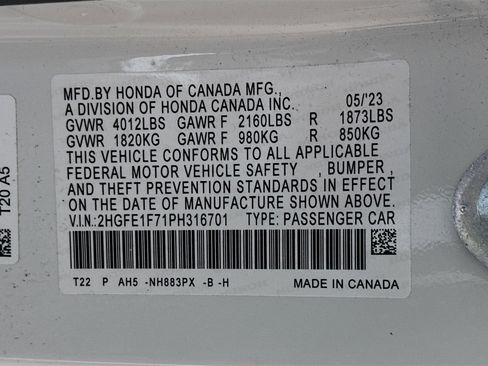 MFD.BY HONDA OF CANADA MFG.,
A DIVISION OF HONDA CANADA INC. 05/'23
GVWR 4012LBS GAWR F 2160LBS R 1873LBS
GVWR 1820KG GAWR F 980KG R 850KG
THIS VEHICLE CONFORMS TO ALL APPLICABLE
FEDERAL MOTOR VEHICLE SAFETY , BUMPER ,
AND THEFT PREVENTION STANDARDS IN EFFECT
ON THE DATE OF MANUFACTURE SHOWN ABOVE.
V.I.N:2HGFE1F71PH316701 TYPE: PASSENGER CAR
T22 P AH5 -NH883PX -B -H MADE IN CANADA
T20 A5